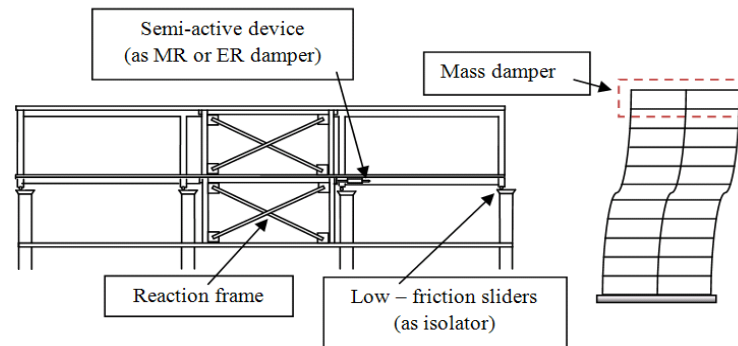 Semi-active device
(as MR or ER damper)
Mass damper
Reaction frame
Low – friction sliders
(as isolator)